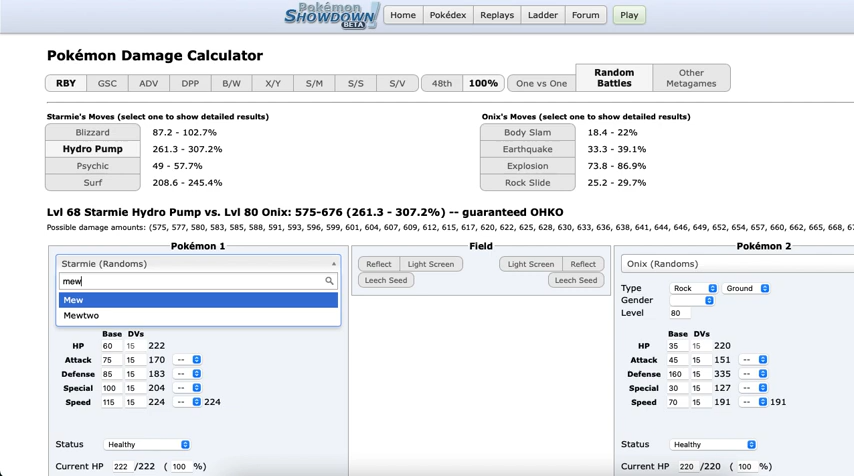 Pokémon
SHOWDOWN!
BETA
Home Pokédex Replays Ladder Forum Play
Pokémon Damage Calculator
RBY GSC ADV DPP B/W X/Y S/M S/S S/V 48th 100% One vs One Random Battles Other Metagames
Starmie's Moves (select one to show detailed results)
Blizzard 87.2 - 102.7%
Hydro Pump 261.3 - 307.2%
Psychic 49 - 57.7%
Surf 208.6 - 245.4%
Onix's Moves (select one to show detailed results)
Body Slam 18.4 - 22%
Earthquake 33.3 - 39.1%
Explosion 73.8 - 86.9%
Rock Slide 25.2 - 29.7%
Lvl 68 Starmie Hydro Pump vs. Lvl 80 Onix: 575-676 (261.3 - 307.2%) -- guaranteed OHKO
Possible damage amounts: (575, 577, 580, 583, 585, 588, 591, 593, 596, 599, 601, 604, 607, 609, 612, 615, 617, 620, 622, 625, 628, 630, 633, 636, 638, 641, 644, 646, 649, 652, 654, 657, 660, 662, 665, 668,
Pokémon 1
Starmie (Randoms)
mew
Mew
Mewtwo
Base DVs
HP 60 15 222
Attack 75 15 170 --
Defense 85 15 183 --
Special 100 15 204 --
Speed 115 15 224 -- 224
Status Healthy
Current HP 222 /222 ( 100 %)
Field
Reflect Light Screen Light Screen Reflect
Leech Seed Leech Seed
Pokémon 2
Onix (Randoms)
Type Rock Ground
Gender
Level 80
Base DVs
HP 35 15 220
Attack 45 15 151 --
Defense 160 15 335 --
Special 30 15 127 --
Speed 70 15 191 -- 191
Status Healthy
Current HP 220 /220 ( 100 %)